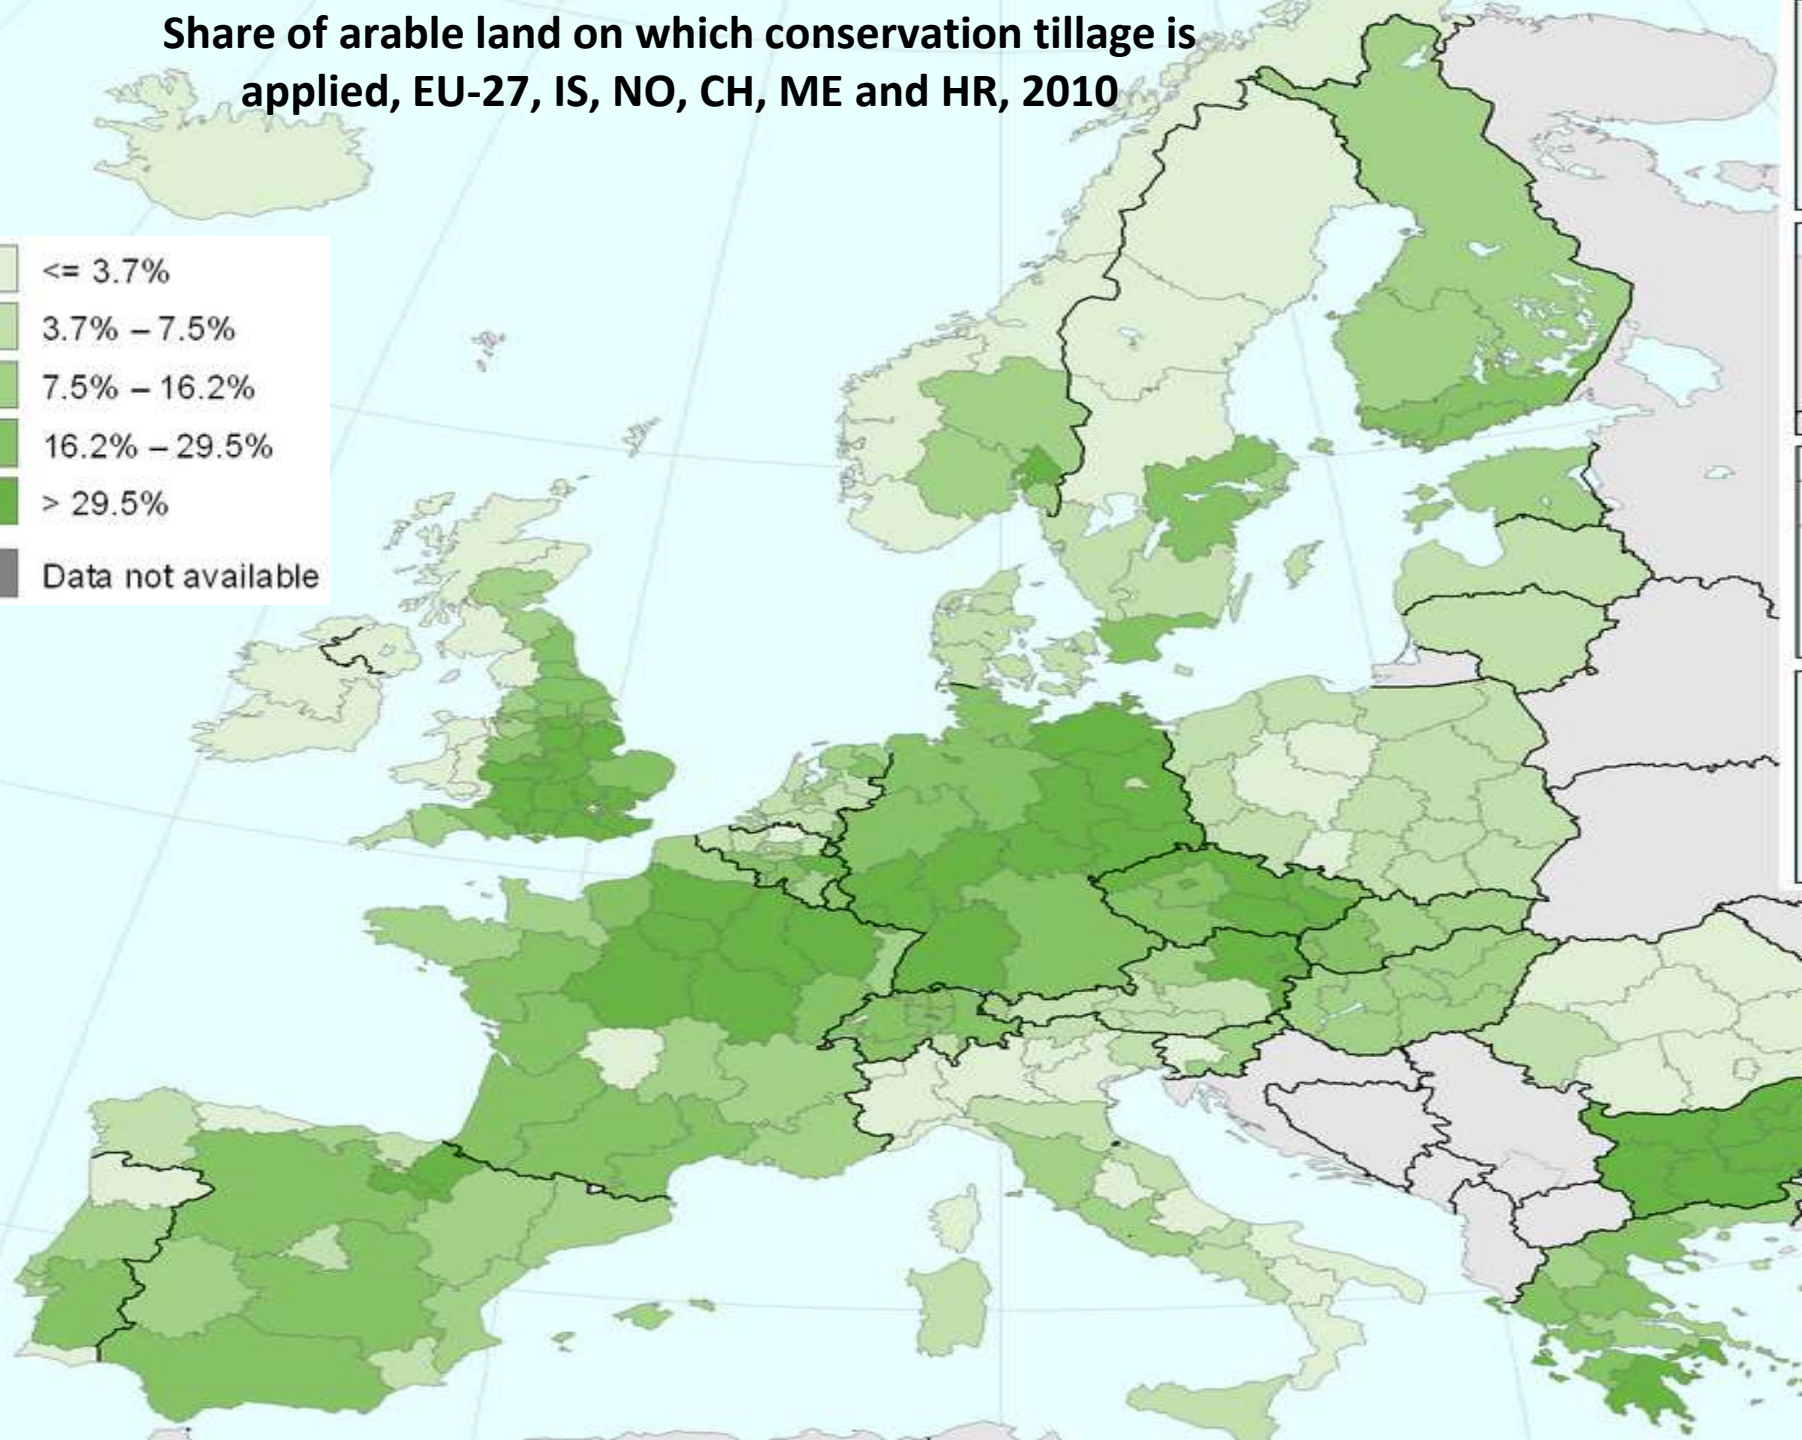 Share of arable land on which conservation tillage is
applied, EU-27, IS, NO, CH, ME and HR, 2010
<= 3.7%
3.7% – 7.5%
7.5% – 16.2%
16.2% – 29.5%
> 29.5%
Data not available